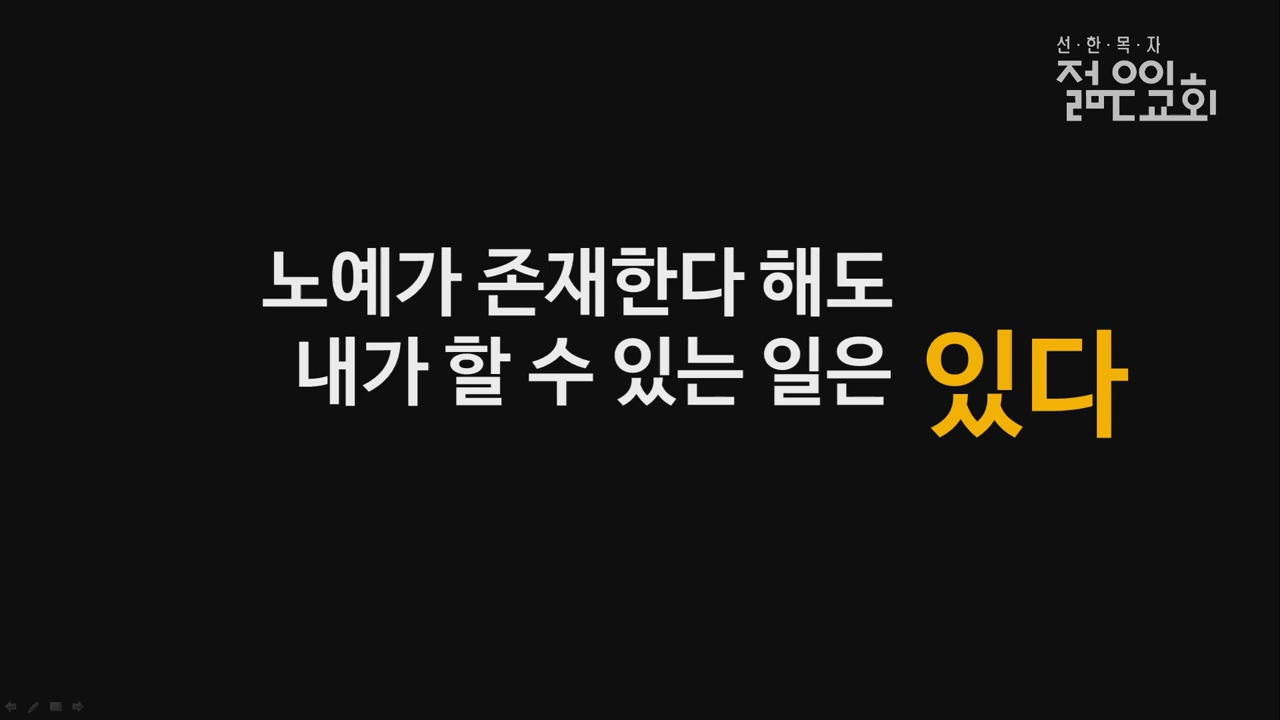 선·한·목·자
젊은이교회
노예가 존재한다 해도
내가 할 수 있는 일은 있다